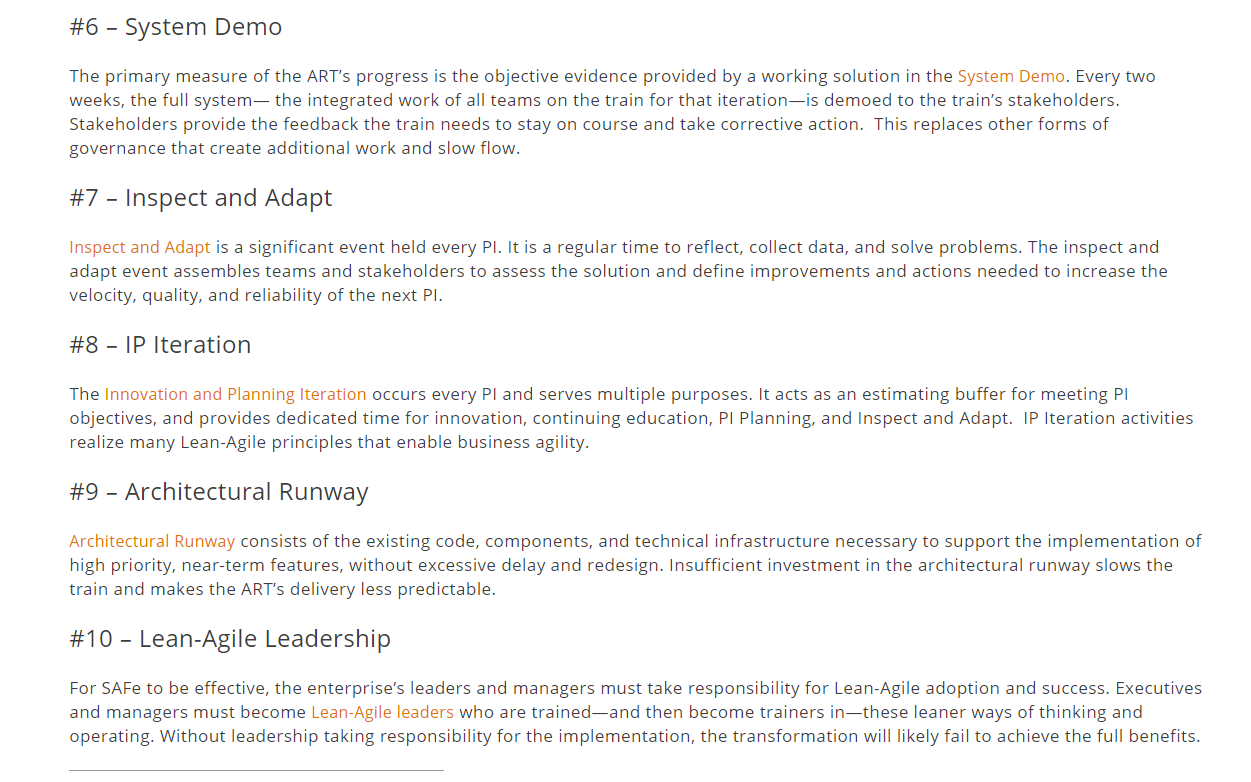 #6 – System Demo
The primary measure of the ART’s progress is the objective evidence provided by a working solution in the System Demo. Every two
weeks, the full system— the integrated work of all teams on the train for that iteration—is demoed to the train’s stakeholders.
Stakeholders provide the feedback the train needs to stay on course and take corrective action.  This replaces other forms of
governance that create additional work and slow flow.
#7 – Inspect and Adapt
Inspect and Adapt is a significant event held every PI. It is a regular time to reflect, collect data, and solve problems. The inspect and
adapt event assembles teams and stakeholders to assess the solution and define improvements and actions needed to increase the
velocity, quality, and reliability of the next PI.
#8 – IP Iteration
The Innovation and Planning Iteration occurs every PI and serves multiple purposes. It acts as an estimating buffer for meeting PI
objectives, and provides dedicated time for innovation, continuing education, PI Planning, and Inspect and Adapt.  IP Iteration activities
realize many Lean-Agile principles that enable business agility.
#9 – Architectural Runway
Architectural Runway consists of the existing code, components, and technical infrastructure necessary to support the implementation of
high priority, near-term features, without excessive delay and redesign. Insufficient investment in the architectural runway slows the
train and makes the ART’s delivery less predictable.
#10 – Lean-Agile Leadership
For SAFe to be effective, the enterprise’s leaders and managers must take responsibility for Lean-Agile adoption and success. Executives
and managers must become Lean-Agile leaders who are trained—and then become trainers in—these leaner ways of thinking and
operating. Without leadership taking responsibility for the implementation, the transformation will likely fail to achieve the full benefits.